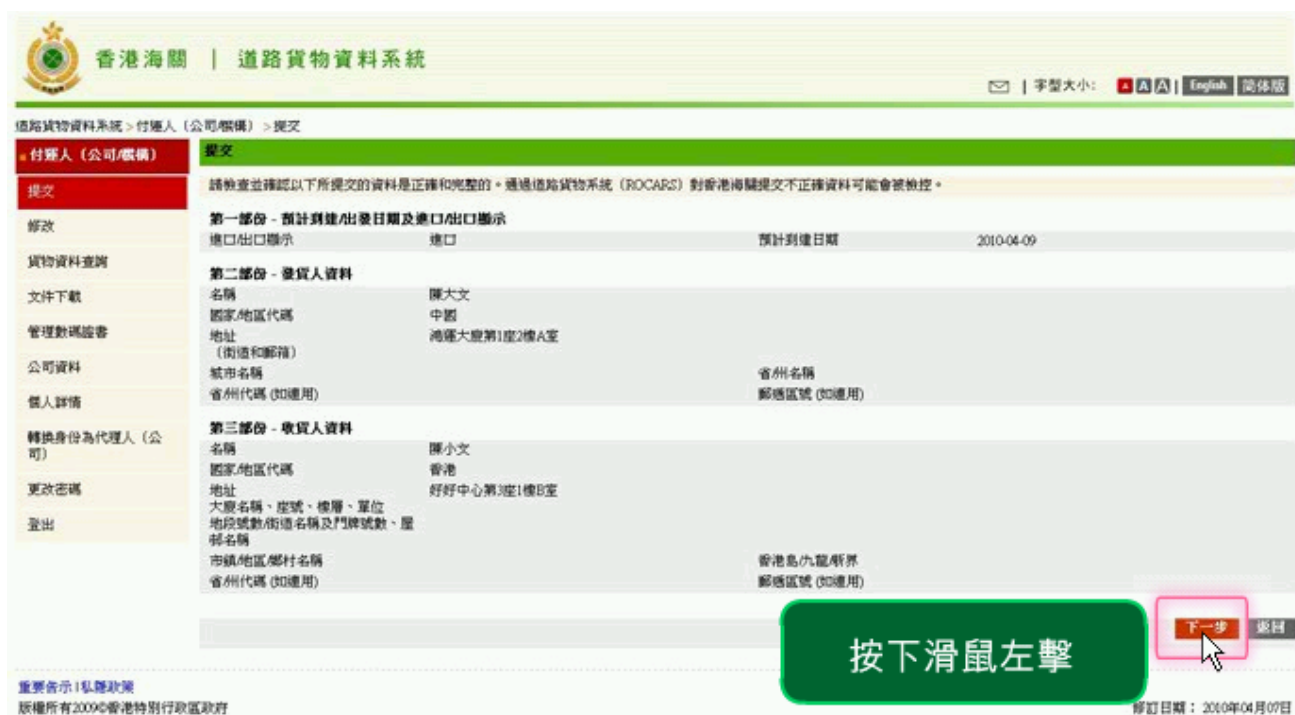 香港海關 | 道路貨物資料系統
| 字型大小: A A A | English 简体版
道路貨物資料系統 > 付運人（公司/機構） > 提交
付運人（公司/機構）
提交
修改
貨物資料查詢
文件下載
管理數碼證書
公司資料
個人詳情
轉換身份為代理人（公司）
更改密碼
登出
提交
請檢查並確認以下所提交的資料是正確和完整的。通過道路貨物系統（ROCARS）對香港海關提交不正確資料可能會被檢控。
第一部份 - 預計到達/出發日期及進口/出口顯示
進口/出口顯示 進口 預計到達日期 2010-04-09
第二部份 - 發貨人資料
名稱 陳大文
國家/地區代碼 中國
地址 鴻運大廈第1座2樓A室
（街道和郵箱）
城市名稱 省/州名稱
省/州代碼 (如適用) 郵遞區號 (如適用)
第三部份 - 收貨人資料
名稱 陳小文
國家/地區代碼 香港
地址 好好中心第3座1樓B室
大廈名稱、座號、樓層、單位
地段號數/街道名稱及門牌號數、屋
邨名稱
市鎮/地區/鄉村名稱 香港島/九龍/新界
省/州代碼 (如適用) 郵遞區號 (如適用)
下一步 返回
按下滑鼠左擊
重要告示 | 私隱政策
版權所有2009©香港特別行政區政府
修訂日期： 2010年04月07日